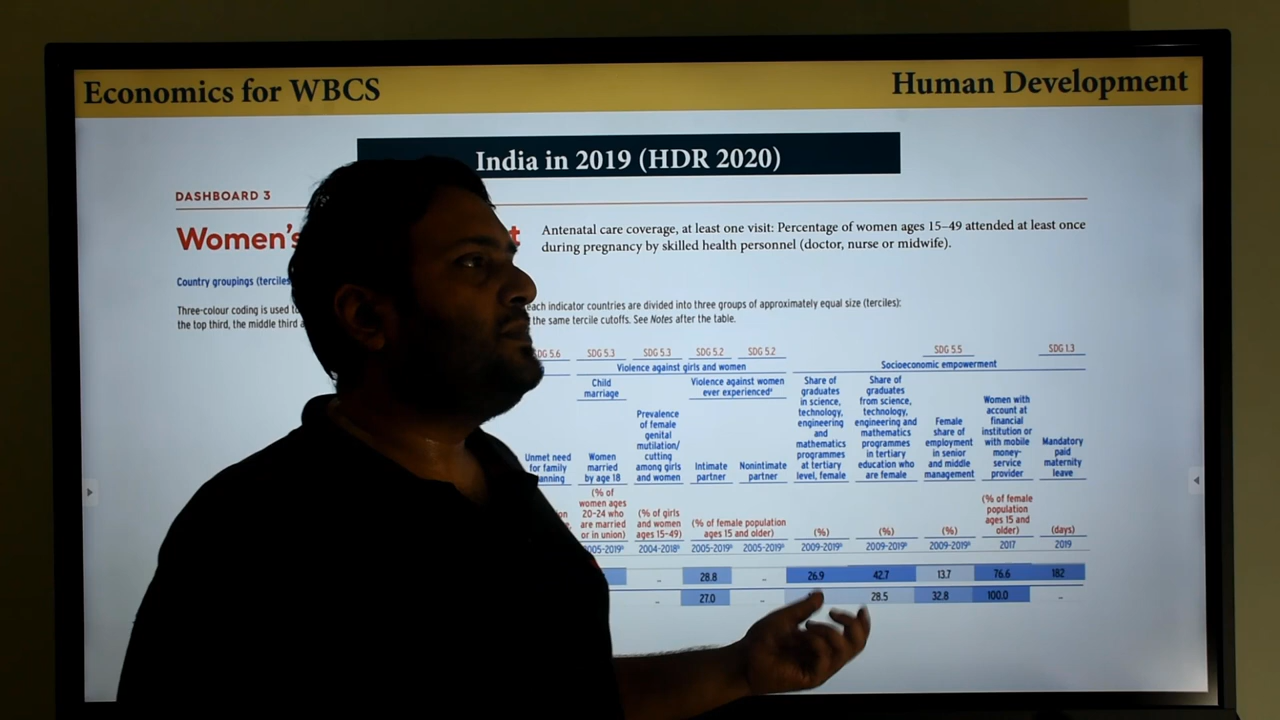 Economics for WBCS
Human Development
India in 2019 (HDR 2020)
DASHBOARD 3
Women's
Antenatal care coverage, at least one visit: Percentage of women ages 15–49 attended at least once
during pregnancy by skilled health personnel (doctor, nurse or midwife).
Country groupings (terciles
Three-colour coding is used to
each indicator countries are divided into three groups of approximately equal size (terciles):
the top third, the middle third a
the same tercile cutoffs. See Notes after the table.
SDG 5.6 SDG 5.3 SDG 5.3 SDG 5.2 SDG 5.2 SDG 5.5 SDG 1.3
Violence against girls and women
Socioeconomic empowerment
Child
marriage
Violence against women
ever experienced
Unmet need
for family
Women
married
by age 18
Prevalence
of female
genital
mutilation/
cutting
among girls
and women
Intimate
partner
Nonintimate
partner
Share of
graduates
in science,
technology,
engineering
and
mathematics
programmes
at tertiary
level, female
Share of
graduates
from science,
technology,
engineering and
mathematics
programmes
in tertiary
education who
are female
Female
share of
employment
in senior
and middle
management
Women with
account at
financial
institution or
with mobile
money-
service
provider
Mandatory
paid
maternity
leave
(% of
women ages
20–24 who
are married
or in union)
(% of girls
and women
ages 15–49)
(% of female population
ages 15 and older)
(%)
(%)
(%)
(% of female
population
ages 15 and
older)
(days)
2005–2019 2004–2018 2005–2019 2005–2019 2009–2019 2009–2019 2009–2019 2017 2019
– 28.8 – 26.9 42.7 13.7 76.6 182
– 27.0 – 28.5 32.8 100.0 –